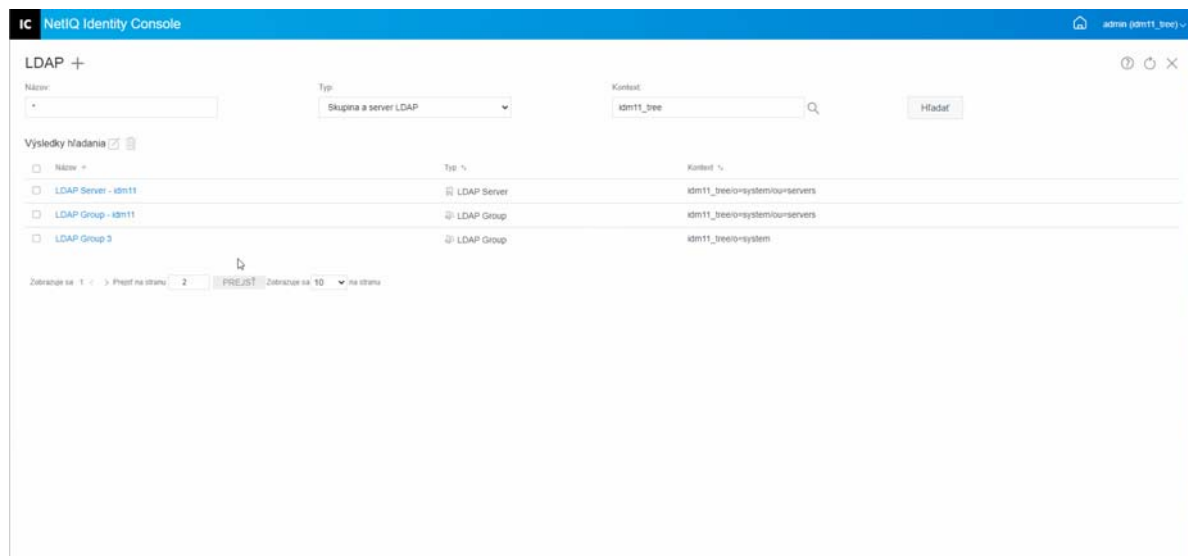 IC NetIQ Identity Console admin (idm11_tree)
LDAP +
Názov: Typ: Kontext:
* Skupina a server LDAP idm11_tree Hľadať
Výsledky hľadania
Názov Typ Kontext
LDAP Server - idm11 LDAP Server idm11_tree/o=system/ou=servers
LDAP Group - idm11 LDAP Group idm11_tree/o=system/ou=servers
LDAP Group 3 LDAP Group idm11_tree/o=system
Zobrazuje sa 1 / > Prejsť na stranu 2 PREJSŤ Zobrazuje sa 10 na stranu